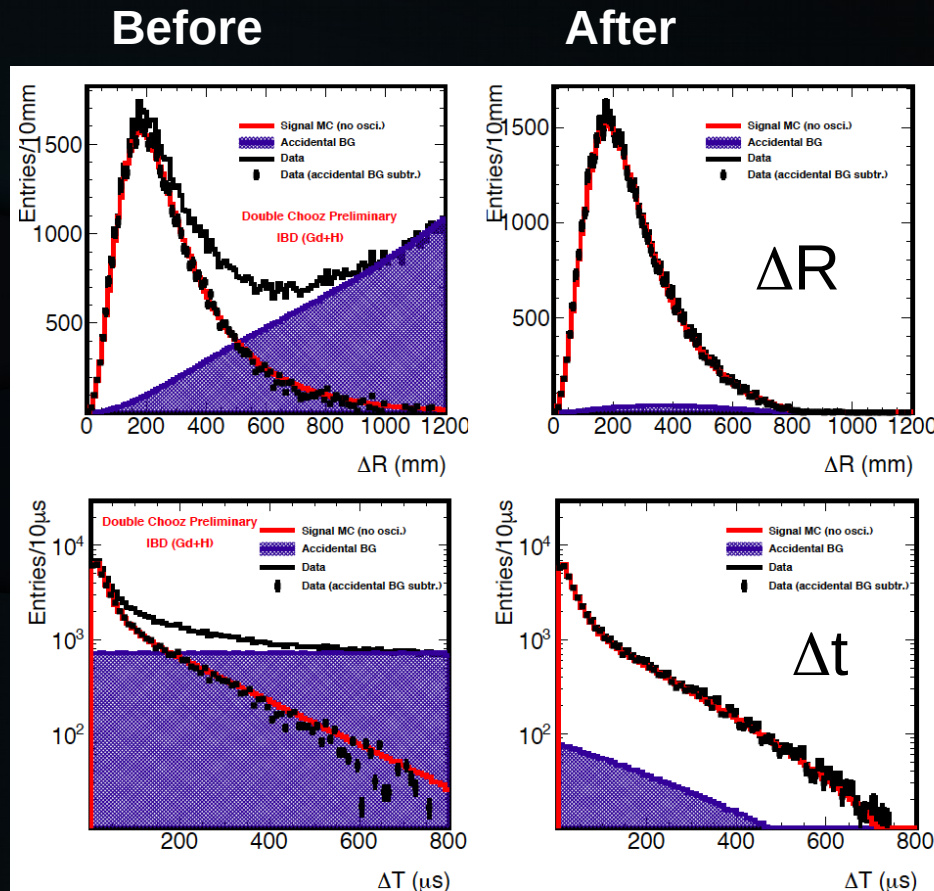 Before
After
Entries/10mm
1500
1000
500
Signal MC (no osci.)
Accidental BG
Data
Data (accidental BG subtr.)
Double Chooz Preliminary
IBD (Gd+H)
0 200 400 600 800 1000 1200
ΔR (mm)
Entries/10mm
1500
1000
500
Signal MC (no osci.)
Accidental BG
Data
Data (accidental BG subtr.)
ΔR
0 200 400 600 800 1000 1200
ΔR (mm)
Entries/10μs
10⁴
10³
10²
Double Chooz Preliminary
IBD (Gd+H)
Signal MC (no osci.)
Accidental BG
Data
Data (accidental BG subtr.)
200 400 600 800
ΔT (μs)
Entries/10μs
10⁴
10³
10²
Signal MC (no osci.)
Accidental BG
Data
Data (accidental BG subtr.)
Δt
200 400 600 800
ΔT (μs)